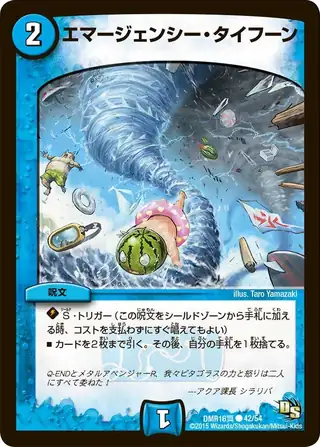 2
エマージェンシー・タイフーン
illus. Taro Yamazaki
呪文
S・トリガー(この呪文をシールドゾーンから手札に加え
る時、コストを支払わずにすぐ唱えてもよい)
■ カードを2枚まで引く。その後、自分の手札を1枚捨てる。
Q-ENDとメタルアベンジャーR、我々ピタゴラスの力と怒りは二人に
すべて委ねた！
---アクア課長 シラリバ
DMR16極 42/54
©2015 Wizards/Shogakukan/Mitsui-Kids
DS